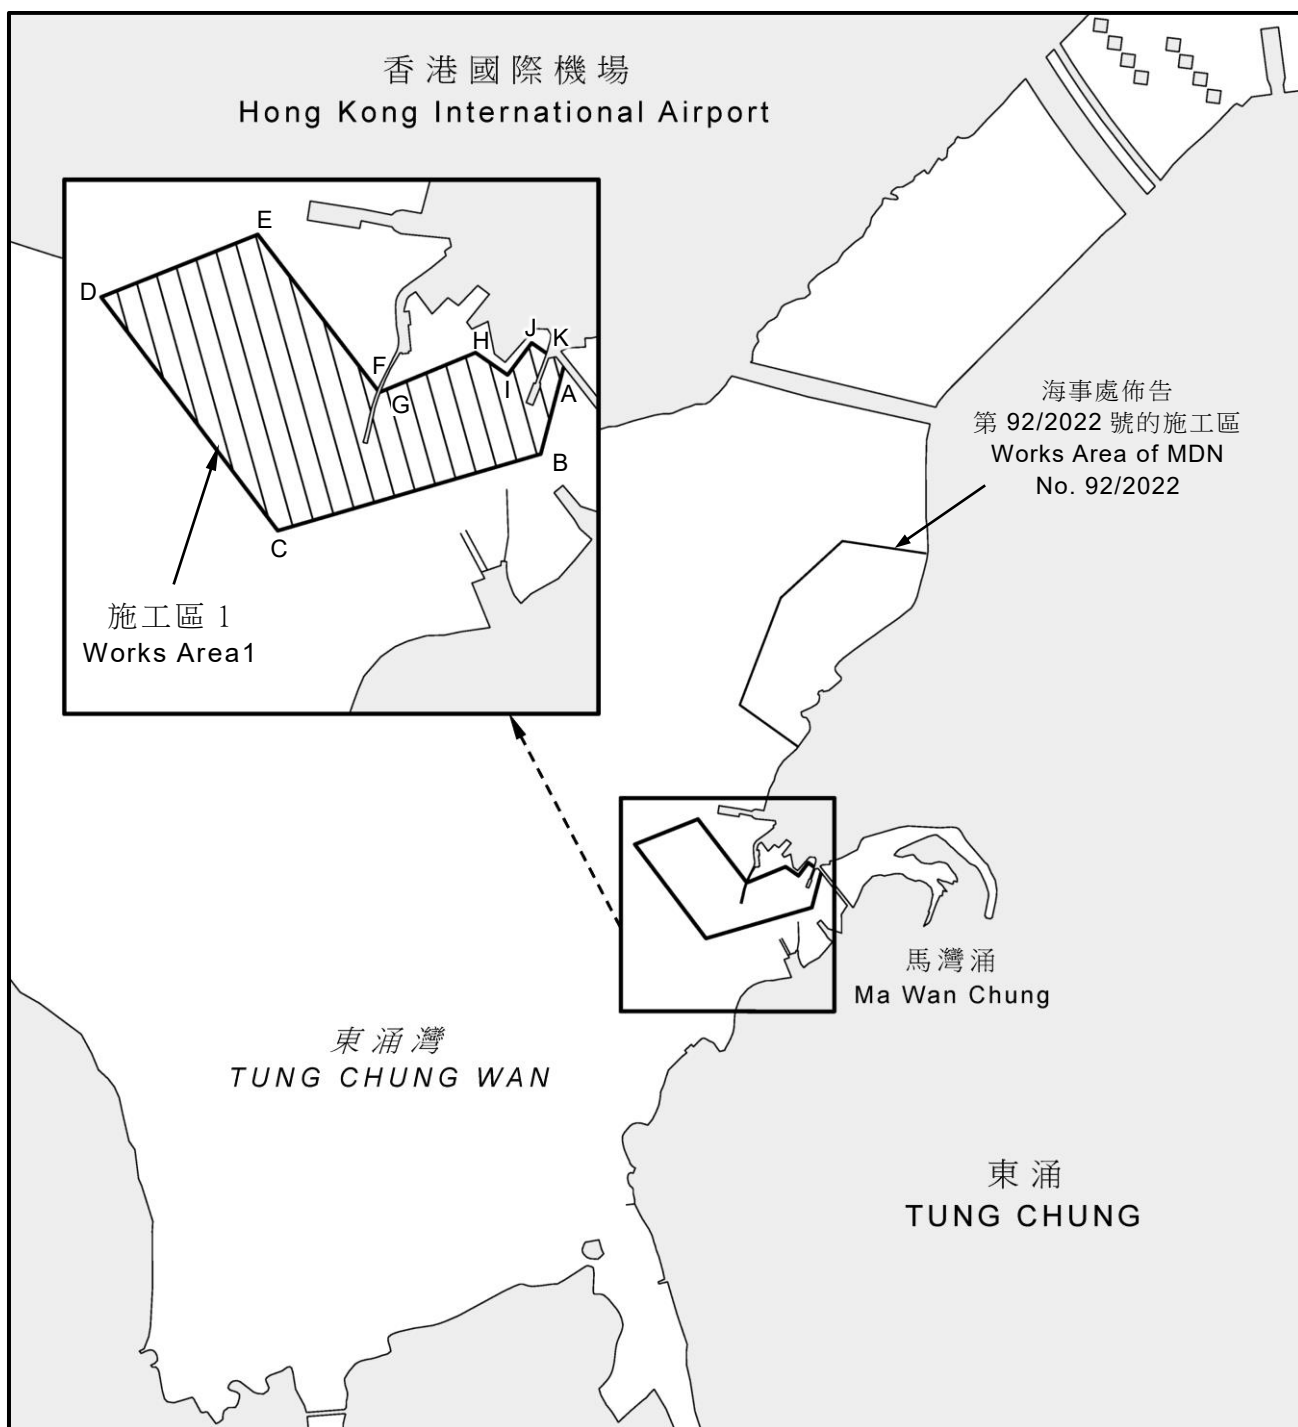 香港國際機場
Hong Kong International Airport
E
D
F
G
H
I
J
K
A
B
C
施工區 1
Works Area1
海事處佈告
第 92/2022 號的施工區
Works Area of MDN
No. 92/2022
馬灣涌
Ma Wan Chung
東涌灣
TUNG CHUNG WAN
東涌
TUNG CHUNG